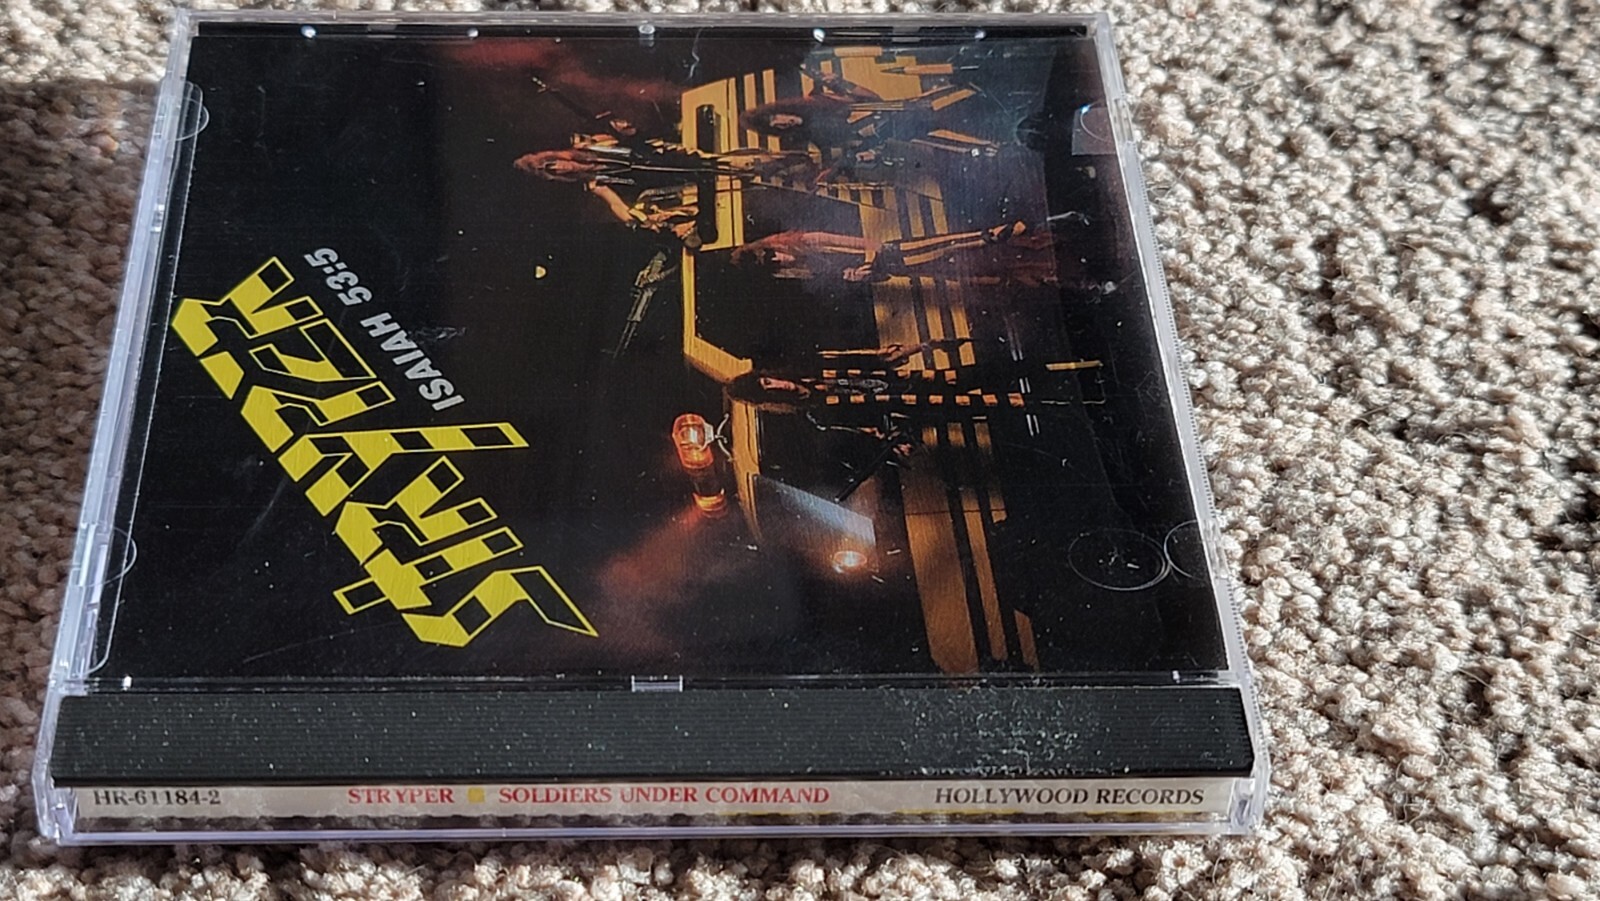 STRYPER
ISAIAH 53:5
HR-61184-2 STRYPER SOLDIERS UNDER COMMAND HOLLYWOOD RECORDS